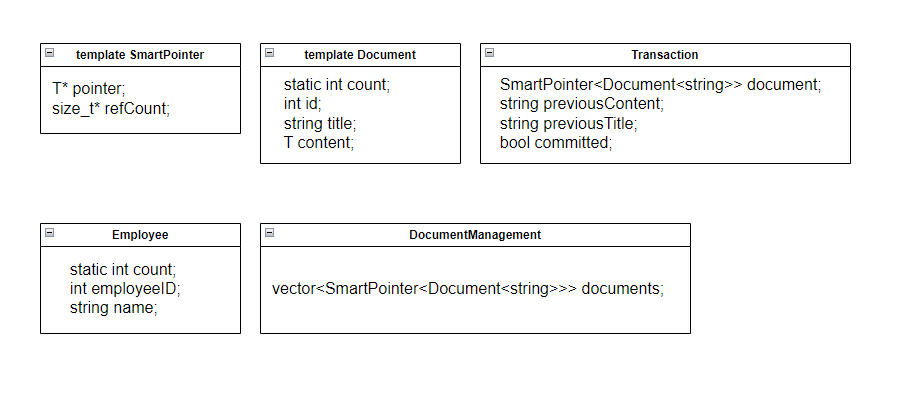 template SmartPointer
T* pointer;
size_t* refCount;
template Document
static int count;
int id;
string title;
T content;
Transaction
SmartPointer<Document<string>> document;
string previousContent;
string previousTitle;
bool committed;
Employee
static int count;
int employeeID;
string name;
DocumentManagement
vector<SmartPointer<Document<string>>> documents;